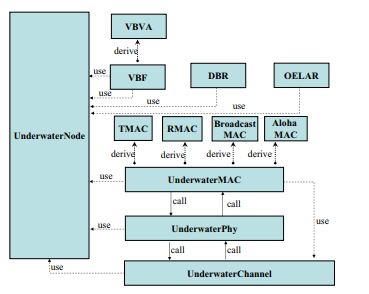 VBVA
derive
use
VBF
DBR
OELAR
use
use
use
UnderwaterNode
TMAC
RMAC
Broadcast
MAC
Aloha
MAC
derive
derive
derive
derive
use
UnderwaterMAC
call
call
use
use
UnderwaterPhy
call
call
use
UnderwaterChannel